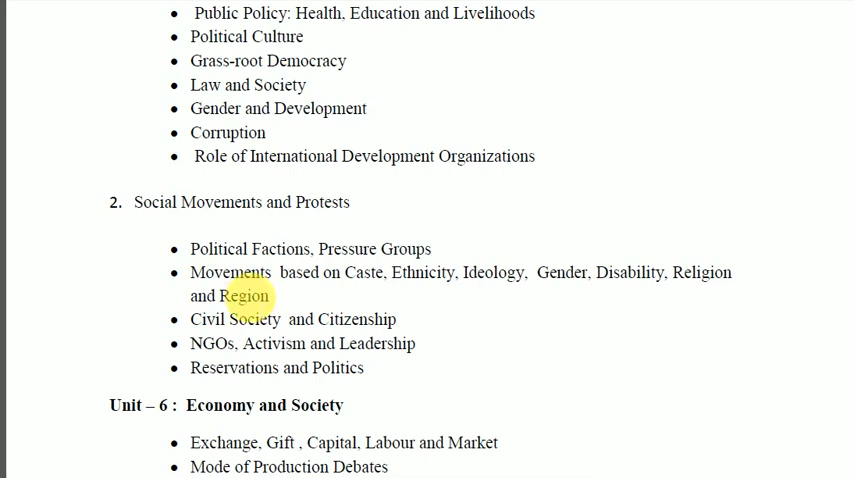 • Public Policy: Health, Education and Livelihoods
• Political Culture
• Grass-root Democracy
• Law and Society
• Gender and Development
• Corruption
• Role of International Development Organizations
2. Social Movements and Protests
• Political Factions, Pressure Groups
• Movements based on Caste, Ethnicity, Ideology, Gender, Disability, Religion
and Region
• Civil Society and Citizenship
• NGOs, Activism and Leadership
• Reservations and Politics
Unit – 6 : Economy and Society
• Exchange, Gift , Capital, Labour and Market
• Mode of Production Debates